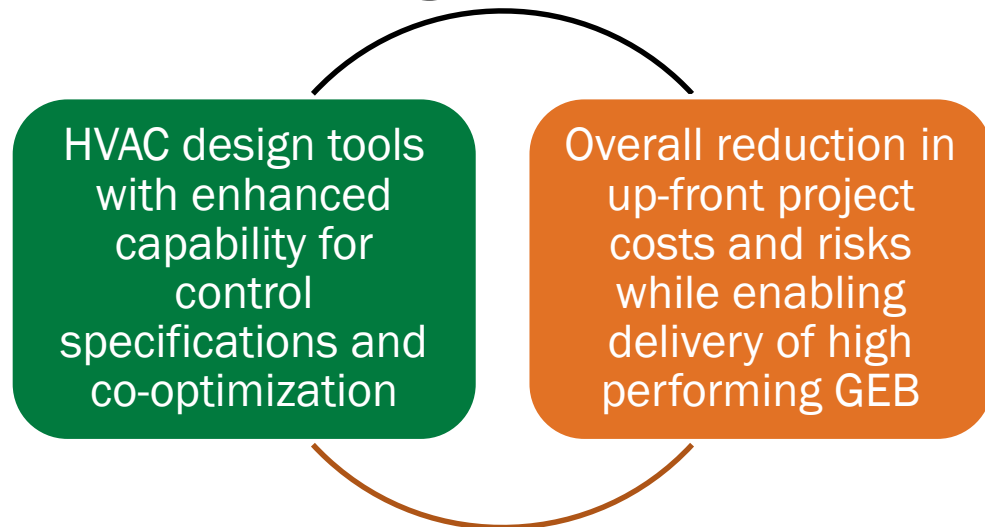 HVAC design tools
with enhanced
capability for
control
specifications and
co-optimization
Overall reduction in
up-front project
costs and risks
while enabling
delivery of high
performing GEB